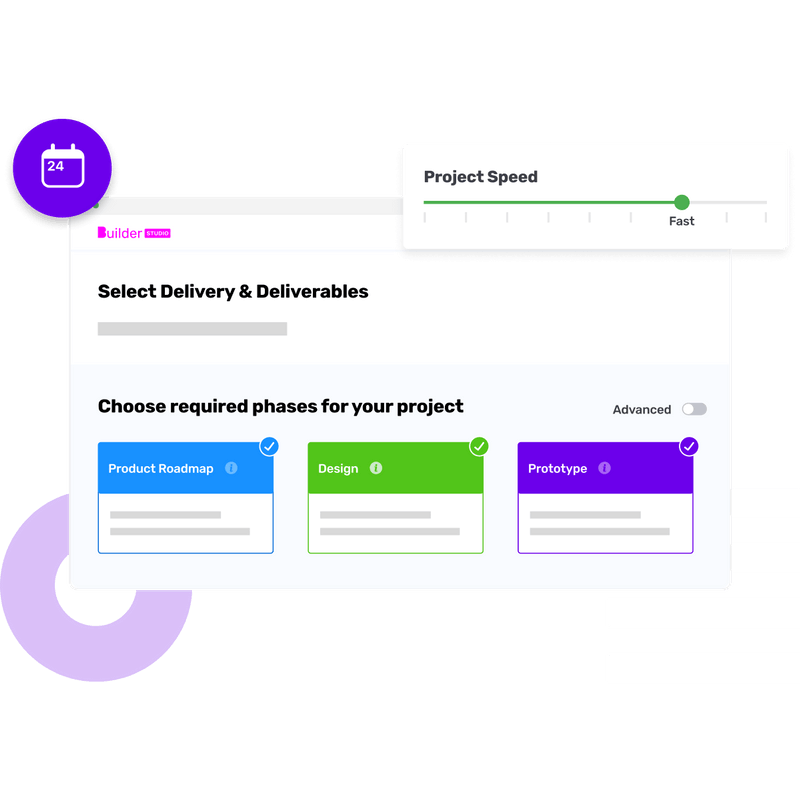 24
Project Speed
Fast
Builder STUDIO
Select Delivery & Deliverables
Choose required phases for your project
Advanced
Product Roadmap i
Design i
Prototype i